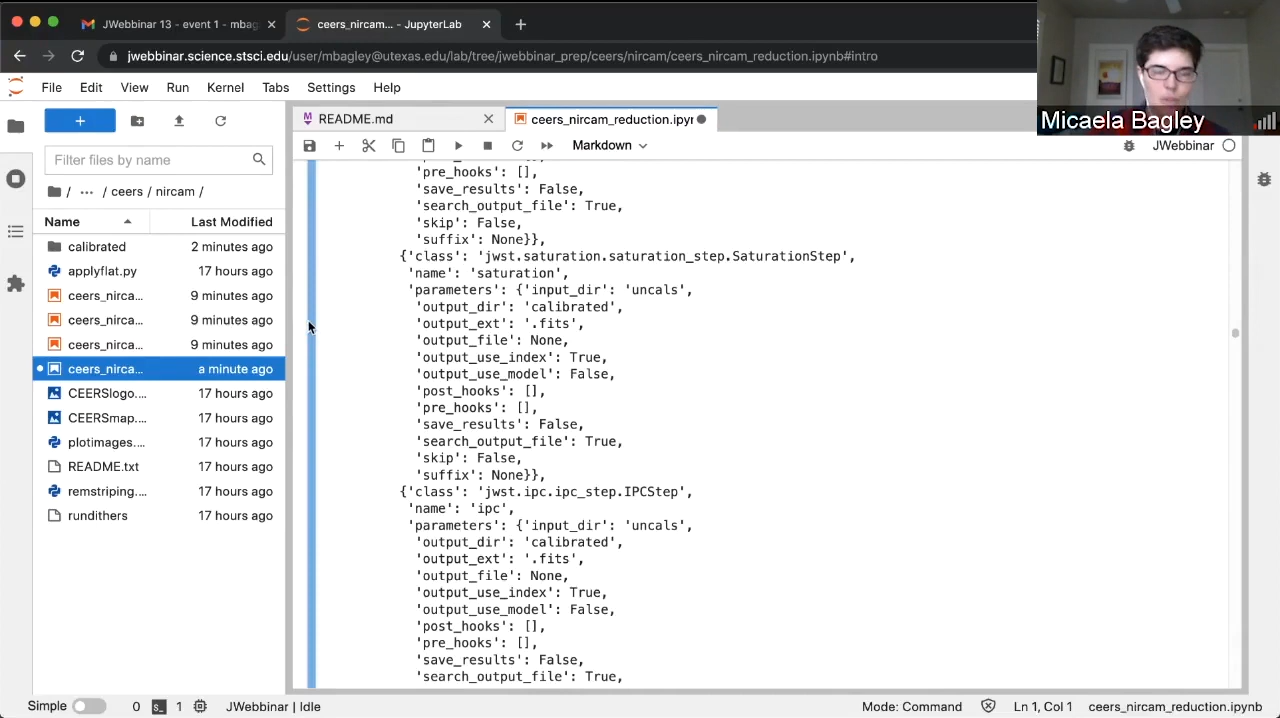 JWebbinar 13 - event 1 - mbag
ceers_nircam... - JupyterLab
jwebbinar.science.stsci.edu/user/mbagley@utexas.edu/lab/tree/jwebbinar_prep/ceers/nircam/ceers_nircam_reduction.ipynb#intro
Micaela Bagley
File Edit View Run Kernel Tabs Settings Help
README.md
ceers_nircam_reduction.ipyr
Markdown
JWebbinar
Filter files by name
/ ... / ceers / nircam /
Name Last Modified
calibrated 2 minutes ago
applyflat.py 17 hours ago
ceers_nirca... 9 minutes ago
ceers_nirca... 9 minutes ago
ceers_nirca... 9 minutes ago
ceers_nirca... a minute ago
CEERSlogo.... 17 hours ago
CEERSmap.... 17 hours ago
plotimages.... 17 hours ago
README.txt 17 hours ago
remstriping.... 17 hours ago
rundithers 17 hours ago
'pre_hooks': [],
'save_results': False,
'search_output_file': True,
'skip': False,
'suffix': None}},
{'class': 'jwst.saturation.saturation_step.SaturationStep',
'name': 'saturation',
'parameters': {'input_dir': 'uncals',
'output_dir': 'calibrated',
'output_ext': '.fits',
'output_file': None,
'output_use_index': True,
'output_use_model': False,
'post_hooks': [],
'pre_hooks': [],
'save_results': False,
'search_output_file': True,
'skip': False,
'suffix': None}},
{'class': 'jwst.ipc.ipc_step.IPCStep',
'name': 'ipc',
'parameters': {'input_dir': 'uncals',
'output_dir': 'calibrated',
'output_ext': '.fits',
'output_file': None,
'output_use_index': True,
'output_use_model': False,
'post_hooks': [],
'pre_hooks': [],
'save_results': False,
'search_output_file': True,
Simple 0 $_ 1 JWebbinar | Idle
Mode: Command Ln 1, Col 1 ceers_nircam_reduction.ipynb